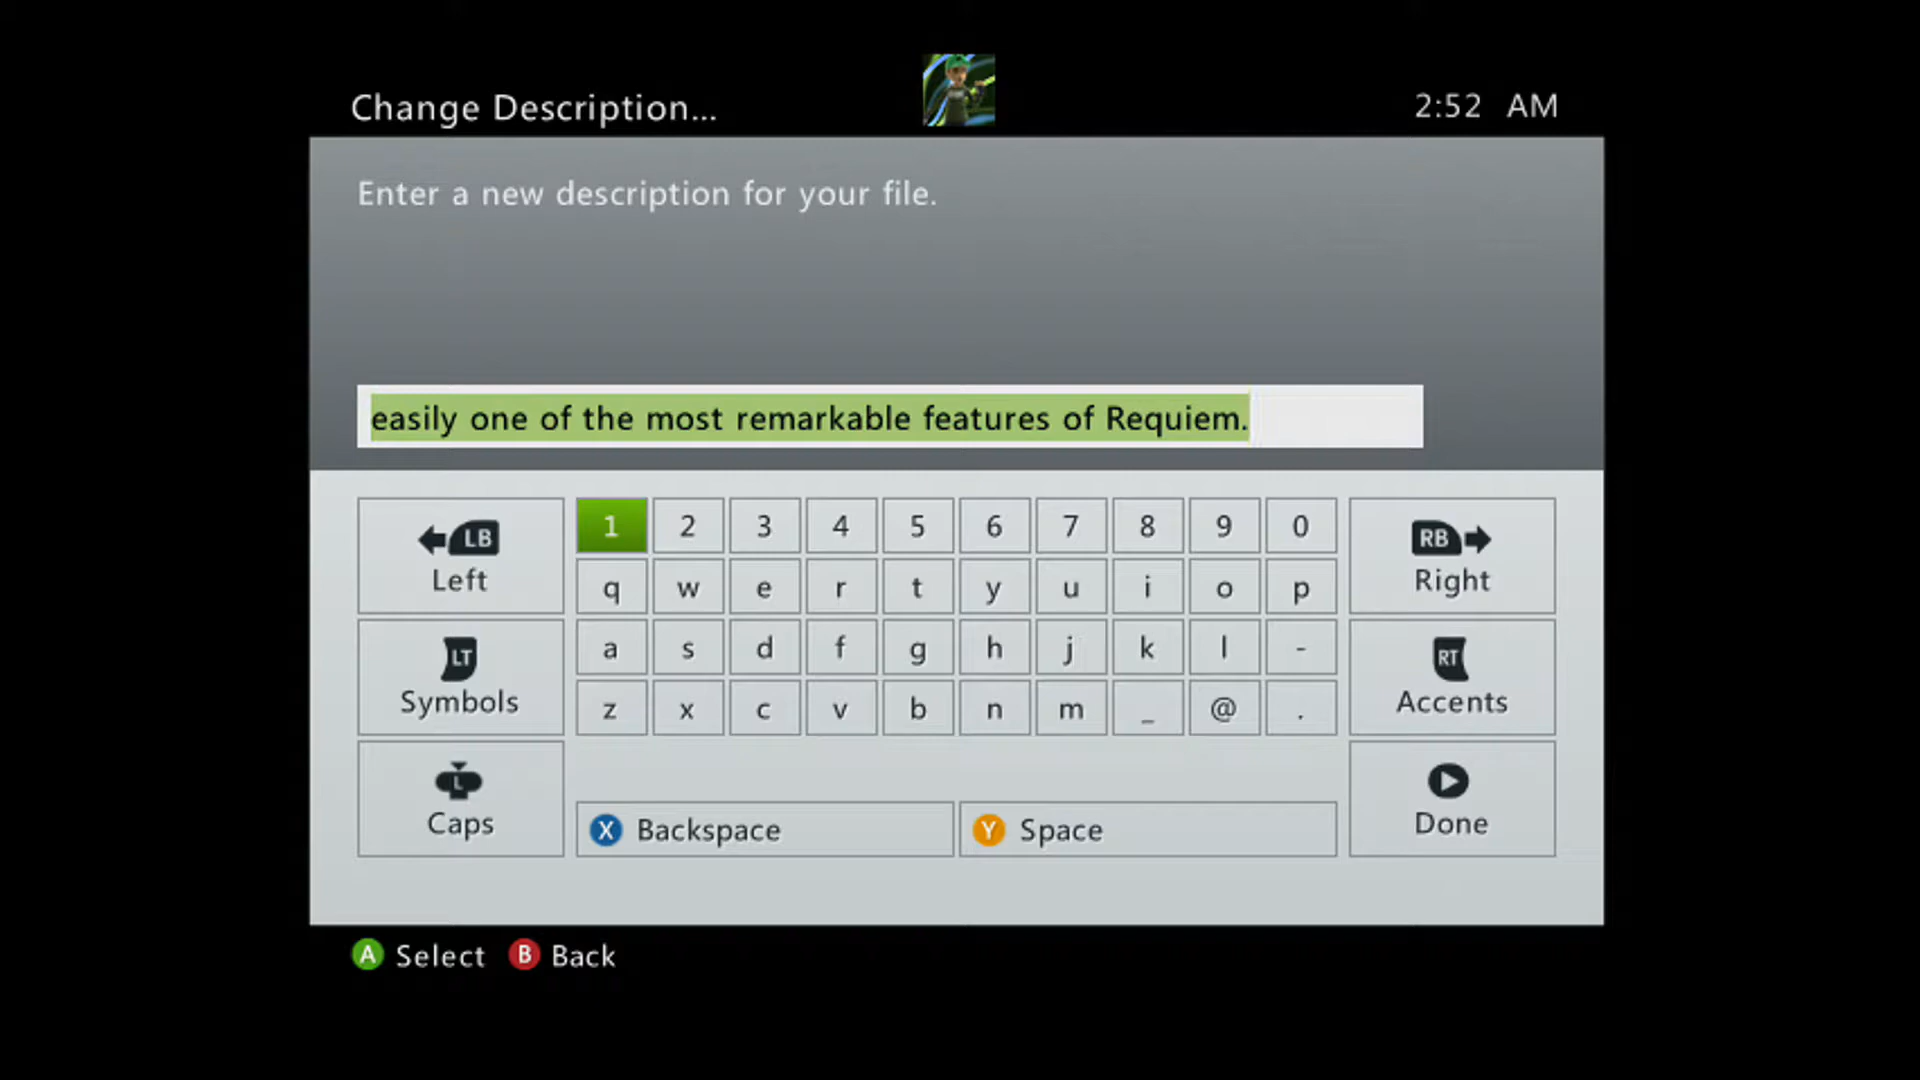 Change Description...
2:52 AM
Enter a new description for your file.
easily one of the most remarkable features of Requiem.
LB
Left
1 2 3 4 5 6 7 8 9 0
RB
Right
q w e r t y u i o p
LT
Symbols
a s d f g h j k l -
RT
Accents
z x c v b n m _ @ .
L
Caps
X Backspace
Y Space
Done
A Select B Back